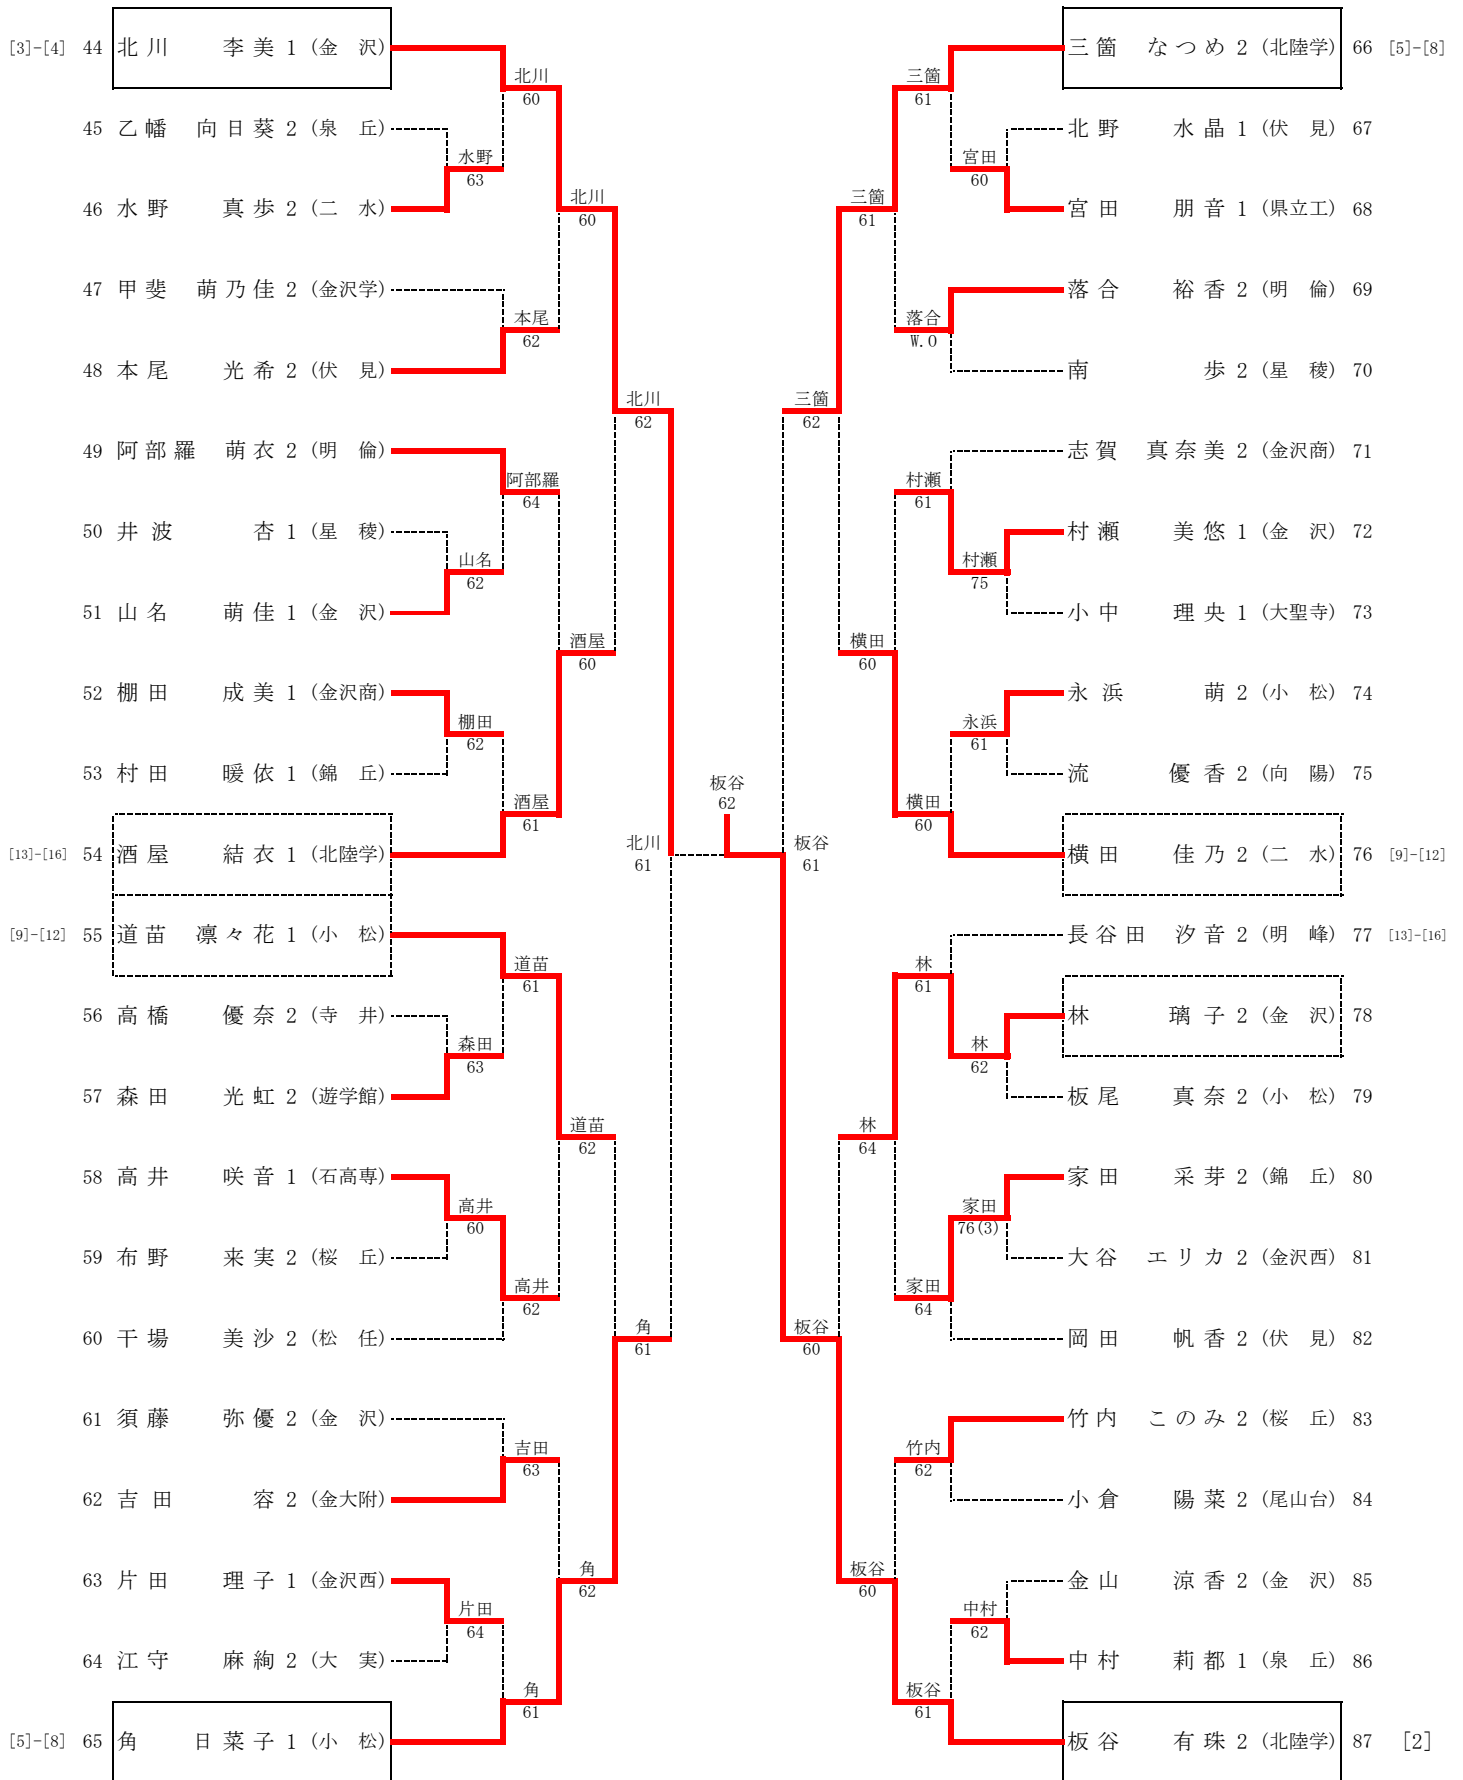 [3]-[4] 44 北川 李美 1 (金 沢)
45 乙幡 向日葵 2 (泉 丘)
46 水野 真歩 2 (二 水)
47 甲斐 萌乃佳 2 (金沢学)
48 本尾 光希 2 (伏 見)
49 阿部羅 萌衣 2 (明 倫)
50 井波 杏 1 (星 稜)
51 山名 萌佳 1 (金 沢)
52 棚田 成美 1 (金沢商)
53 村田 暖依 1 (錦 丘)
[13]-[16] 54 酒屋 結衣 1 (北陸学)
[9]-[12] 55 道苗 凛々花 1 (小 松)
56 高橋 優奈 2 (寺 井)
57 森田 光虹 2 (遊学館)
58 高井 咲音 1 (石高専)
59 布野 来実 2 (桜 丘)
60 干場 美沙 2 (松 任)
61 須藤 弥優 2 (金 沢)
62 吉田 容 2 (金大附)
63 片田 理子 1 (金沢西)
64 江守 麻絢 2 (大 実)
[5]-[8] 65 角 日菜子 1 (小 松)
水野
63
山名
62
棚田
62
森田
63
高井
60
片田
64
北川
60
本尾
62
阿部羅
64
酒屋
61
道苗
61
高井
62
吉田
63
角
61
北川
60
酒屋
60
道苗
62
角
62
北川
62
角
61
北川
61
板谷
62
板谷
61
三箇
62
板谷
60
三箇
61
横田
60
林
64
板谷
60
三箇
61
落合
W.O
村瀬
61
横田
60
林
61
家田
64
竹内
62
板谷
61
宮田
60
村瀬
75
永浜
61
林
62
家田
76(3)
中村
62
三箇 なつめ 2 (北陸学) 66 [5]-[8]
北野 水晶 1 (伏 見) 67
宮田 朋音 1 (県立工) 68
落合 裕香 2 (明 倫) 69
南 歩 2 (星 稜) 70
志賀 真奈美 2 (金沢商) 71
村瀬 美悠 1 (金 沢) 72
小中 理央 1 (大聖寺) 73
永浜 萌 2 (小 松) 74
流 優香 2 (向 陽) 75
横田 佳乃 2 (二 水) 76 [9]-[12]
長谷田 汐音 2 (明 峰) 77 [13]-[16]
林 璃子 2 (金 沢) 78
板尾 真奈 2 (小 松) 79
家田 采芽 2 (錦 丘) 80
大谷 エリカ 2 (金沢西) 81
岡田 帆香 2 (伏 見) 82
竹内 このみ 2 (桜 丘) 83
小倉 陽菜 2 (尾山台) 84
金山 涼香 2 (金 沢) 85
中村 莉都 1 (泉 丘) 86
板谷 有珠 2 (北陸学) 87 [2]